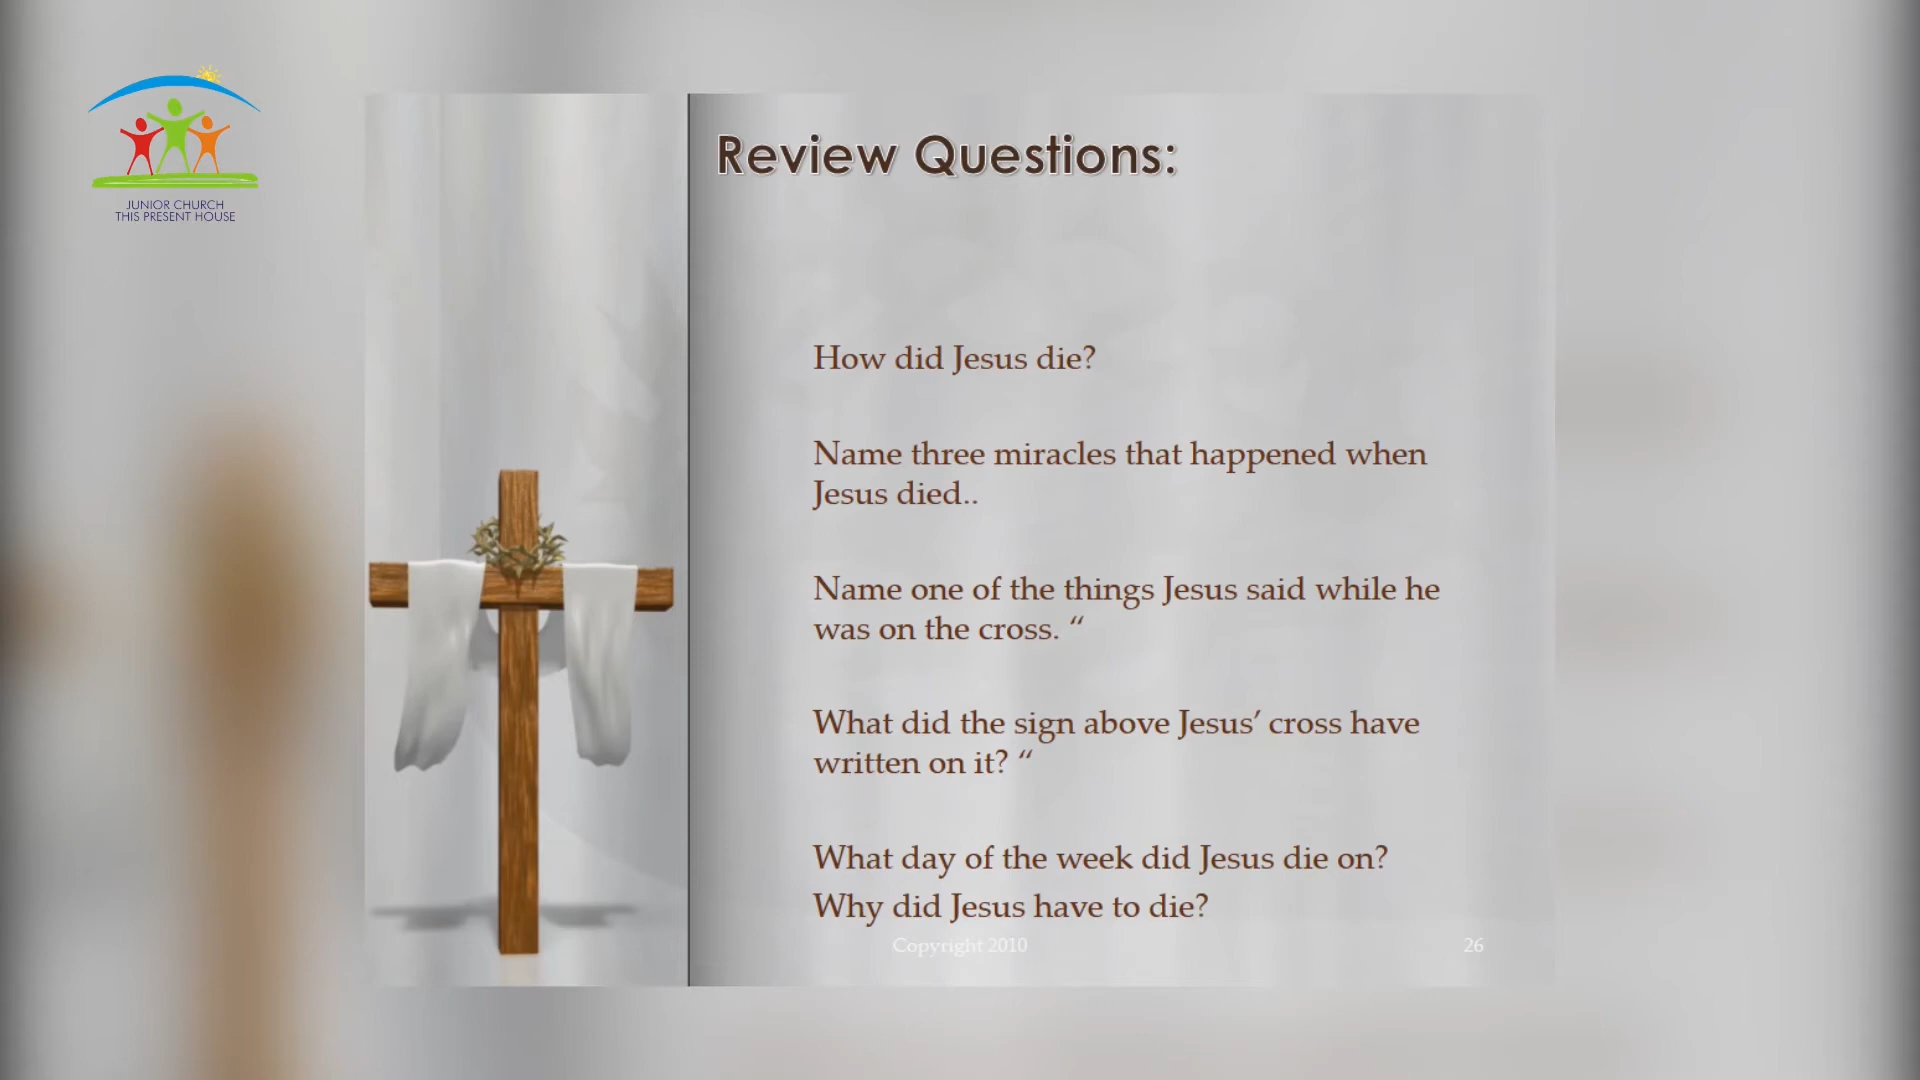 JUNIOR CHURCH
THIS PRESENT HOUSE
Review Questions:
How did Jesus die?
Name three miracles that happened when
Jesus died..
Name one of the things Jesus said while he
was on the cross. “
What did the sign above Jesus’ cross have
written on it? “
What day of the week did Jesus die on?
Why did Jesus have to die?
Copyright 2010
26